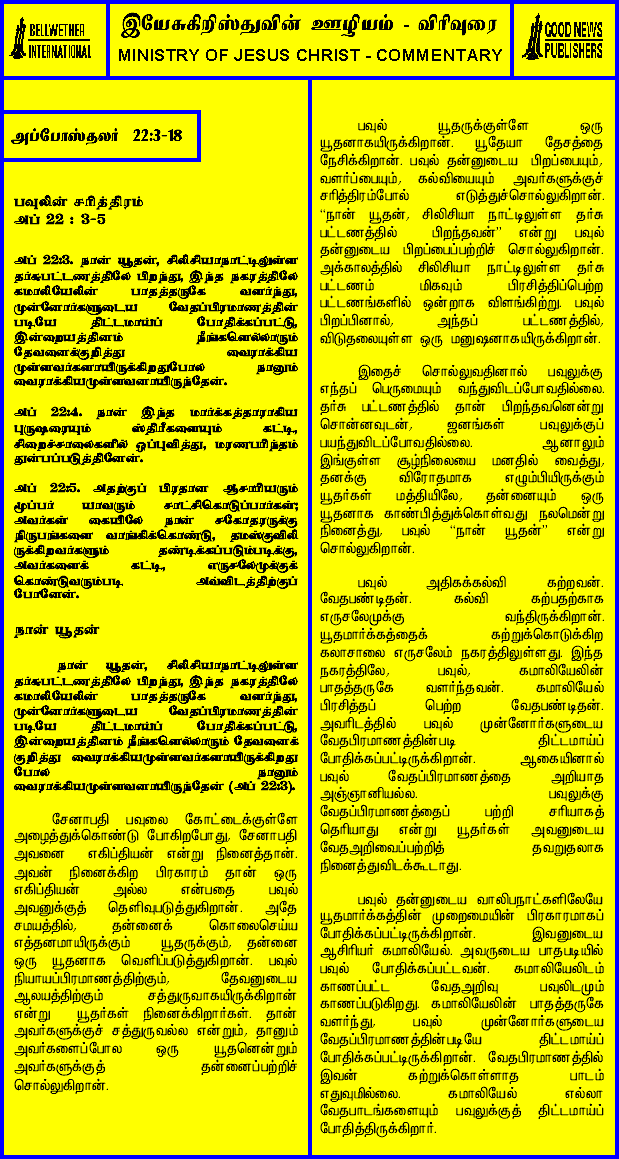 BELLWETHER
INTERNATIONAL
இயேசுகிறிஸ்துவின் ஊழியம் - விரிவுரை
MINISTRY OF JESUS CHRIST - COMMENTARY
GOOD NEWS
PUBLISHERS
அப்போஸ்தலர் 22:3-18
பவுலின் சரித்திரம்
அப் 22 : 3-5
அப் 22:3. நான் யூதன், சிலிசியாநாட்டிலுள்ள
தர்சுபட்டணத்திலே பிறந்து, இந்த நகரத்திலே
கமாலியேலின் பாதத்தருகே வளர்ந்து,
முன்னோர்களுடைய வேதப்பிரமாணத்தின்
படியே திட்டமாய்ப் போதிக்கப்பட்டு,
இன்றையத்தினம் நீங்களெல்லாரும்
தேவனைக்குறித்து வைராக்கிய
முள்ளவர்களாயிருக்கிறதுபோல நானும்
வைராக்கியமுள்ளவனாயிருந்தேன்.
அப் 22:4. நான் இந்த மார்க்கத்தாராகிய
புருஷரையும் ஸ்திரீகளையும் கட்டி,
சிறைச்சாலைகளில் ஒப்புவித்து, மரணபரியந்தம்
துன்பப்படுத்தினேன்.
அப் 22:5. அதற்குப் பிரதான ஆசாரியரும்
மூப்பர் யாவரும் சாட்சிகொடுப்பார்கள்;
அவர்கள் கையிலே நான் சகோதரருக்கு
நிருபங்களை வாங்கிக்கொண்டு, தமஸ்குவிலி
ருக்கிறவர்களும் தண்டிக்கப்படும்படிக்கு,
அவர்களைக் கட்டி, எருசலேமுக்குக்
கொண்டுவரும்படி அவ்விடத்திற்குப்
போனேன்.
நான் யூதன்
நான் யூதன், சிலிசியாநாட்டிலுள்ள
தர்சுபட்டணத்திலே பிறந்து, இந்த நகரத்திலே
கமாலியேலின் பாதத்தருகே வளர்ந்து,
முன்னோர்களுடைய வேதப்பிரமாணத்தின்
படியே திட்டமாய்ப் போதிக்கப்பட்டு,
இன்றையத்தினம் நீங்களெல்லாரும் தேவனைக்
குறித்து வைராக்கியமுள்ளவர்களாயிருக்கிறது
போல நானும்
வைராக்கியமுள்ளவனாயிருந்தேன் (அப் 22:3).
சேனாபதி பவுலை கோட்டைக்குள்ளே
அழைத்துக்கொண்டு போகிறபோது, சேனாபதி
அவனை எகிப்தியன் என்று நினைத்தான்.
அவன் நினைக்கிற பிரகாரம் தான் ஒரு
எகிப்தியன் அல்ல என்பதை பவுல்
அவனுக்குத் தெளிவுபடுத்துகிறான். அதே
சமயத்தில், தன்னைக் கொலைசெய்ய
எத்தனமாயிருக்கும் யூதருக்கும், தன்னை
ஒரு யூதனாக வெளிப்படுத்துகிறான். பவுல்
நியாயப்பிரமாணத்திற்கும், தேவனுடைய
ஆலயத்திற்கும் சத்துருவாகயிருக்கிறான்
என்று யூதர்கள் நினைக்கிறார்கள். தான்
அவர்களுக்குச் சத்துருவல்ல என்றும், தானும்
அவர்களைப்போல ஒரு யூதனென்றும்
அவர்களுக்குத் தன்னைப்பற்றிச்
சொல்லுகிறான்.
பவுல் யூதருக்குள்ளே ஒரு
யூதனாகயிருக்கிறான். யூதேயா தேசத்தை
நேசிக்கிறான். பவுல் தன்னுடைய பிறப்பையும்,
வளர்ப்பையும், கல்வியையும் அவர்களுக்குச்
சரித்திரம்போல் எடுத்துச்சொல்லுகிறான்.
“நான் யூதன், சிலிசியா நாட்டிலுள்ள தர்சு
பட்டணத்தில் பிறந்தவன்” என்று பவுல்
தன்னுடைய பிறப்பைப்பற்றிச் சொல்லுகிறான்.
அக்காலத்தில் சிலிசியா நாட்டிலுள்ள தர்சு
பட்டணம் மிகவும் பிரசித்திப்பெற்ற
பட்டணங்களில் ஒன்றாக விளங்கிற்று. பவுல்
பிறப்பினால், அந்தப் பட்டணத்தில்,
விடுதலையுள்ள ஒரு மனுஷனாகயிருக்கிறான்.
இதைச் சொல்லுவதினால் பவுலுக்கு
எந்தப் பெருமையும் வந்துவிடப்போவதில்லை.
தர்சு பட்டணத்தில் தான் பிறந்தவனென்று
சொன்னவுடன், ஜனங்கள் பவுலுக்குப்
பயந்துவிடப்போவதில்லை. ஆனாலும்
இங்குள்ள சூழ்நிலையை மனதில் வைத்து,
தனக்கு விரோதமாக எழும்பியிருக்கும்
யூதர்கள் மத்தியிலே, தன்னையும் ஒரு
யூதனாக காண்பித்துக்கொள்வது நலமென்று
நினைத்து, பவுல் “நான் யூதன்” என்று
சொல்லுகிறான்.
பவுல் அதிகக்கல்வி கற்றவன்.
வேதபண்டிதன். கல்வி கற்பதற்காக
எருசலேமுக்கு வந்திருக்கிறான்.
யூதமார்க்கத்தைக் கற்றுக்கொடுக்கிற
கலாசாலை எருசலேம் நகரத்திலுள்ளது. இந்த
நகரத்திலே, பவுல், கமாலியேலின்
பாதத்தருகே வளர்ந்தவன். கமாலியேல்
பிரசித்தப் பெற்ற வேதபண்டிதன்.
அவரிடத்தில் பவுல் முன்னோர்களுடைய
வேதபிரமாணத்தின்படி திட்டமாய்ப்
போதிக்கப்பட்டிருக்கிறான். ஆகையினால்
பவுல் வேதப்பிரமாணத்தை அறியாத
அஞ்ஞானியல்ல. பவுலுக்கு
வேதப்பிரமாணத்தைப் பற்றி சரியாகத்
தெரியாது என்று யூதர்கள் அவனுடைய
வேதஅறிவைப்பற்றித் தவறுதலாக
நினைத்துவிடக்கூடாது.
பவுல் தன்னுடைய வாலிபநாட்களிலேயே
யூதமார்க்கத்தின் முறைமையின் பிரகாரமாகப்
போதிக்கப்பட்டிருக்கிறான். இவனுடைய
ஆசிரியர் கமாலியேல். அவருடைய பாதபடியில்
பவுல் போதிக்கப்பட்டவன். கமாலியேலிடம்
காணப்பட்ட வேதஅறிவு பவுலிடமும்
காணப்படுகிறது. கமாலியேலின் பாதத்தருகே
வளர்ந்து, பவுல் முன்னோர்களுடைய
வேதப்பிரமாணத்தின்படியே திட்டமாய்ப்
போதிக்கப்பட்டிருக்கிறான். வேதபிரமாணத்தில்
இவன் கற்றுக்கொள்ளாத பாடம்
எதுவுமில்லை. கமாலியேல் எல்லா
வேதபாடங்களையும் பவுலுக்குத் திட்டமாய்ப்
போதித்திருக்கிறார்.